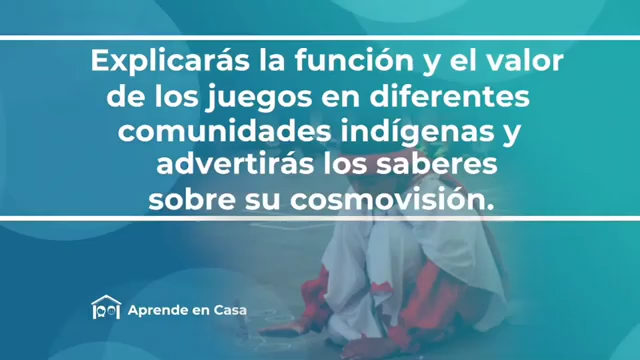 Explicarás la función y el valor
de los juegos en diferentes
comunidades indígenas y
advertirás los saberes
sobre su cosmovisión.
Aprende en Casa